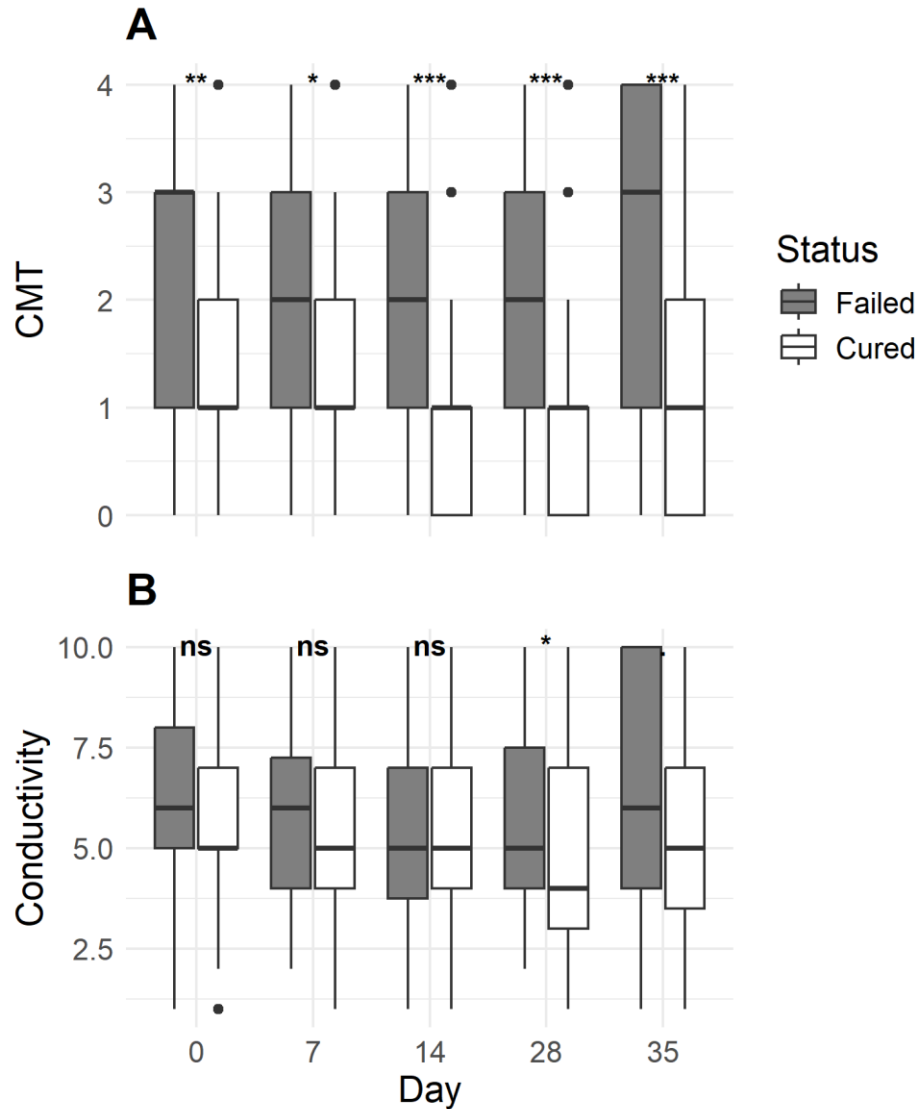 A
** * *** *** ***
4
3
2
1
0
CMT
Status
Failed
Cured
B
ns ns ns * .
10.0
7.5
5.0
2.5
Conductivity
0 7 14 28 35
Day